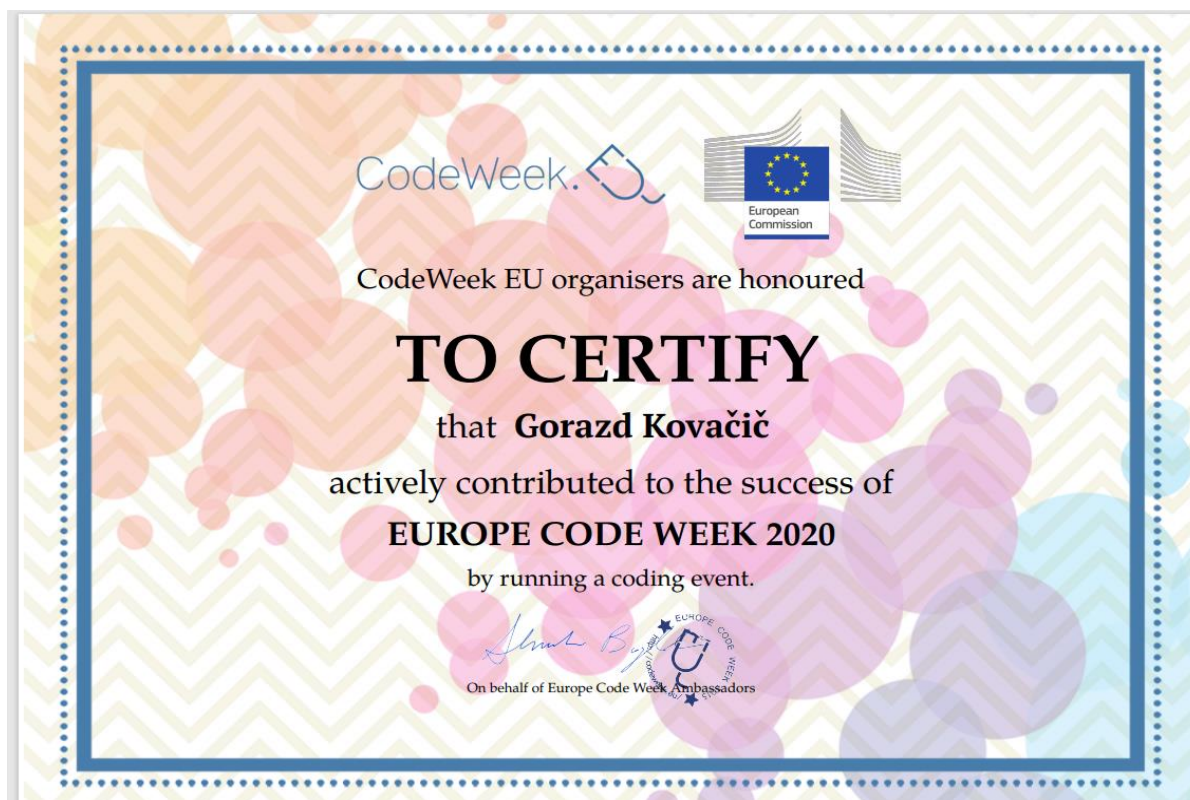 CodeWeek.EU
European
Commission
CodeWeek EU organisers are honoured
TO CERTIFY
that Gorazd Kovačič
actively contributed to the success of
EUROPE CODE WEEK 2020
by running a coding event.
EUROPE CODE WEEK
On behalf of Europe Code Week Ambassadors